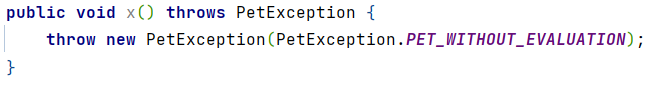 public void x() throws PetException {
    throw new PetException(PetException.PET_WITHOUT_EVALUATION);
}